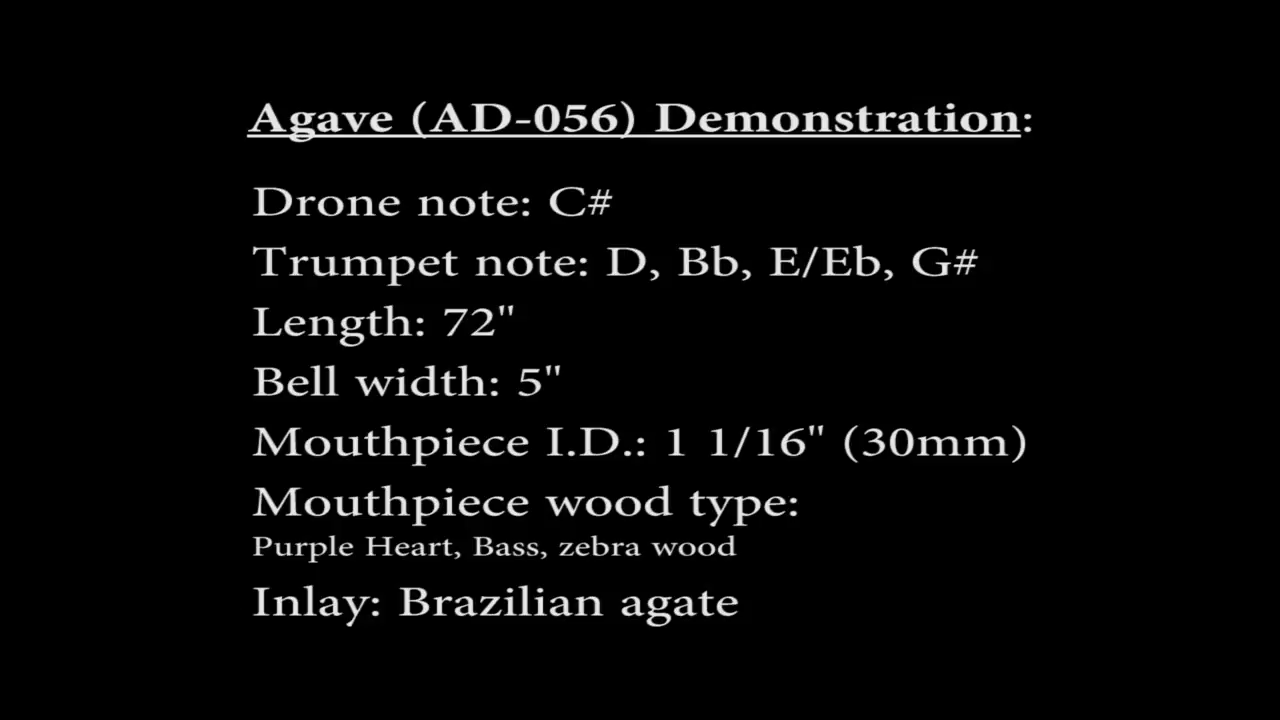 Agave (AD-056) Demonstration:
Drone note: C#
Trumpet note: D, Bb, E/Eb, G#
Length: 72"
Bell width: 5"
Mouthpiece I.D.: 1 1/16" (30mm)
Mouthpiece wood type:
Purple Heart, Bass, zebra wood
Inlay: Brazilian agate